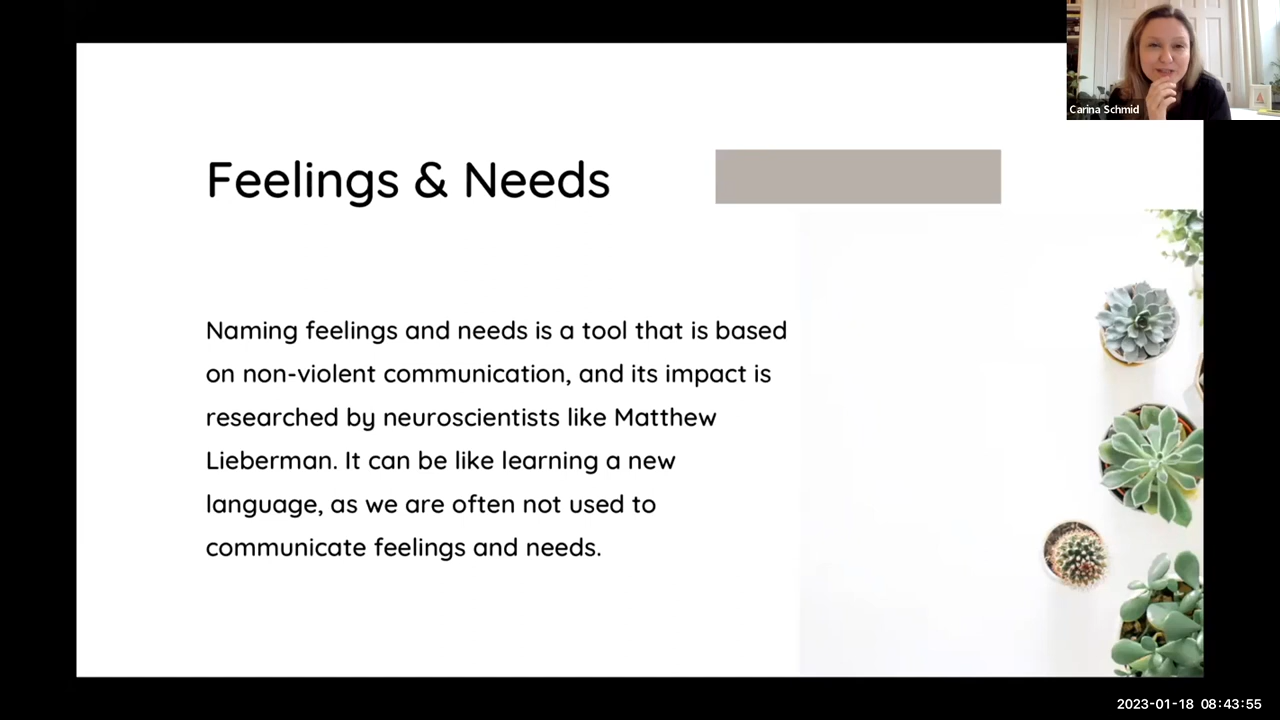 Carina Schmid
Feelings & Needs
Naming feelings and needs is a tool that is based
on non-violent communication, and its impact is
researched by neuroscientists like Matthew
Lieberman. It can be like learning a new
language, as we are often not used to
communicate feelings and needs.
2023-01-18 08:43:55